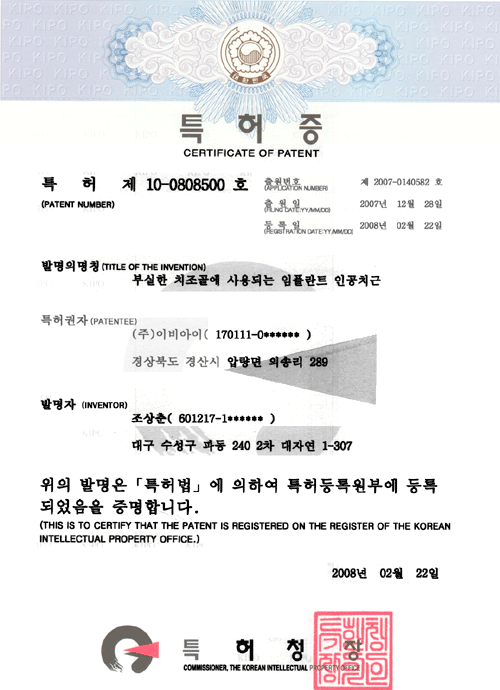 특허증
CERTIFICATE OF PATENT
특 허 제 10-0808500 호
(PATENT NUMBER)
출원번호 제 2007-0140582 호
(APPLICATION NUMBER)
출원일 2007년 12월 28일
(FILING DATE:YY/MM/DD)
등록일 2008년 02월 22일
(REGISTRATION DATE:YY/MM/DD)
발명의명칭 (TITLE OF THE INVENTION)
부실한 치조골에 사용되는 임플란트 인공치근
특허권자 (PATENTEE)
(주)이비아이( 170111-0****** )
경상북도 경산시 압량면 의송리 289
발명자 (INVENTOR)
조상춘( 601217-1****** )
대구 수성구 파동 240 2차 대자연 1-307
위의 발명은 「특허법」에 의하여 특허등록원부에 등록
되었음을 증명합니다.
(THIS IS TO CERTIFY THAT THE PATENT IS REGISTERED ON THE REGISTER OF THE KOREAN
INTELLECTUAL PROPERTY OFFICE.)
2008년 02월 22일
특 허 청 장
COMMISSIONER, THE KOREAN INTELLECTUAL PROPERTY OFFICE